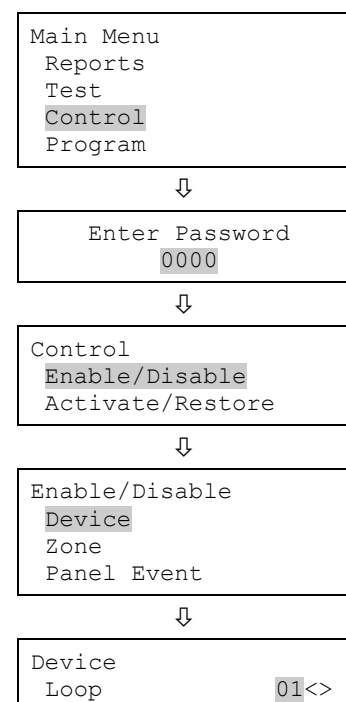 Main Menu
Reports
Test
Control
Program
⇩
Enter Password
0000
⇩
Control
Enable/Disable
Activate/Restore
⇩
Enable/Disable
Device
Zone
Panel Event
⇩
Device
Loop 01<>